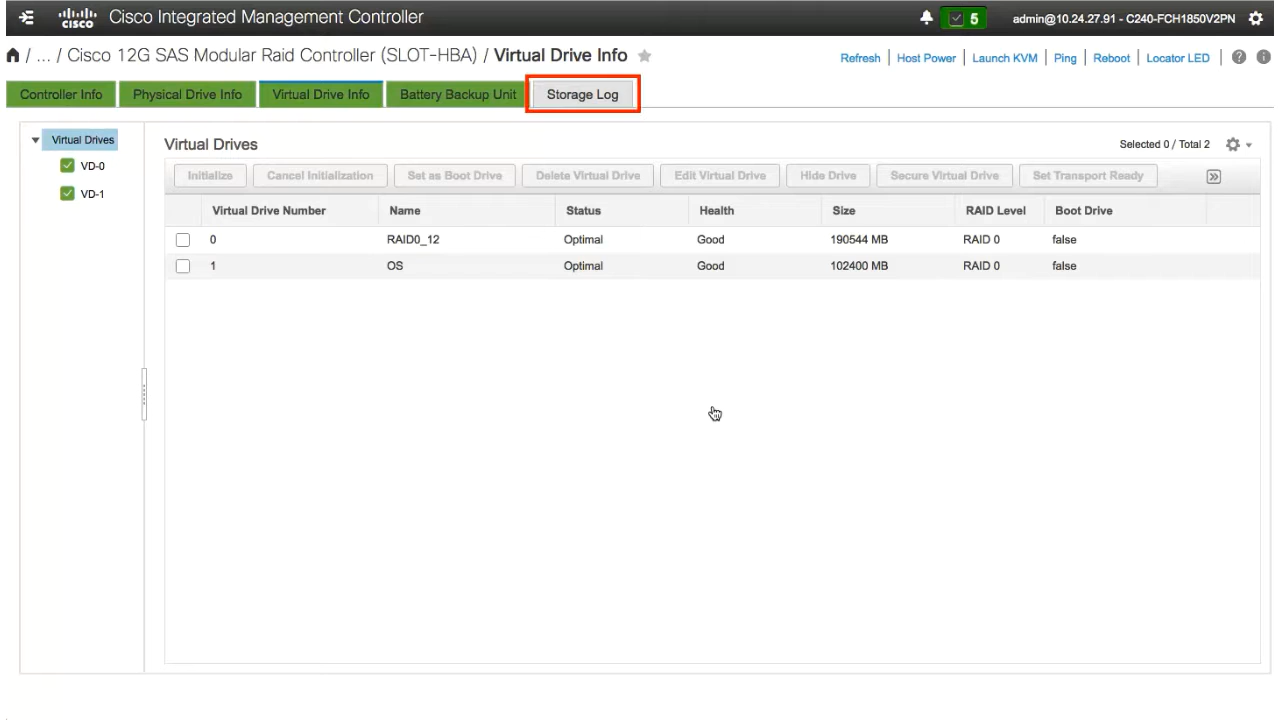 cisco Cisco Integrated Management Controller 5 admin@10.24.27.91 - C240-FCH1850V2PN
/ ... / Cisco 12G SAS Modular Raid Controller (SLOT-HBA) / Virtual Drive Info Refresh | Host Power | Launch KVM | Ping | Reboot | Locator LED | ? i
Controller Info Physical Drive Info Virtual Drive Info Battery Backup Unit Storage Log
Virtual Drives
VD-0
VD-1
Virtual Drives Selected 0 / Total 2
Initialize Cancel Initialization Set as Boot Drive Delete Virtual Drive Edit Virtual Drive Hide Drive Secure Virtual Drive Set Transport Ready »
Virtual Drive Number Name Status Health Size RAID Level Boot Drive
0 RAID0_12 Optimal Good 190544 MB RAID 0 false
1 OS Optimal Good 102400 MB RAID 0 false